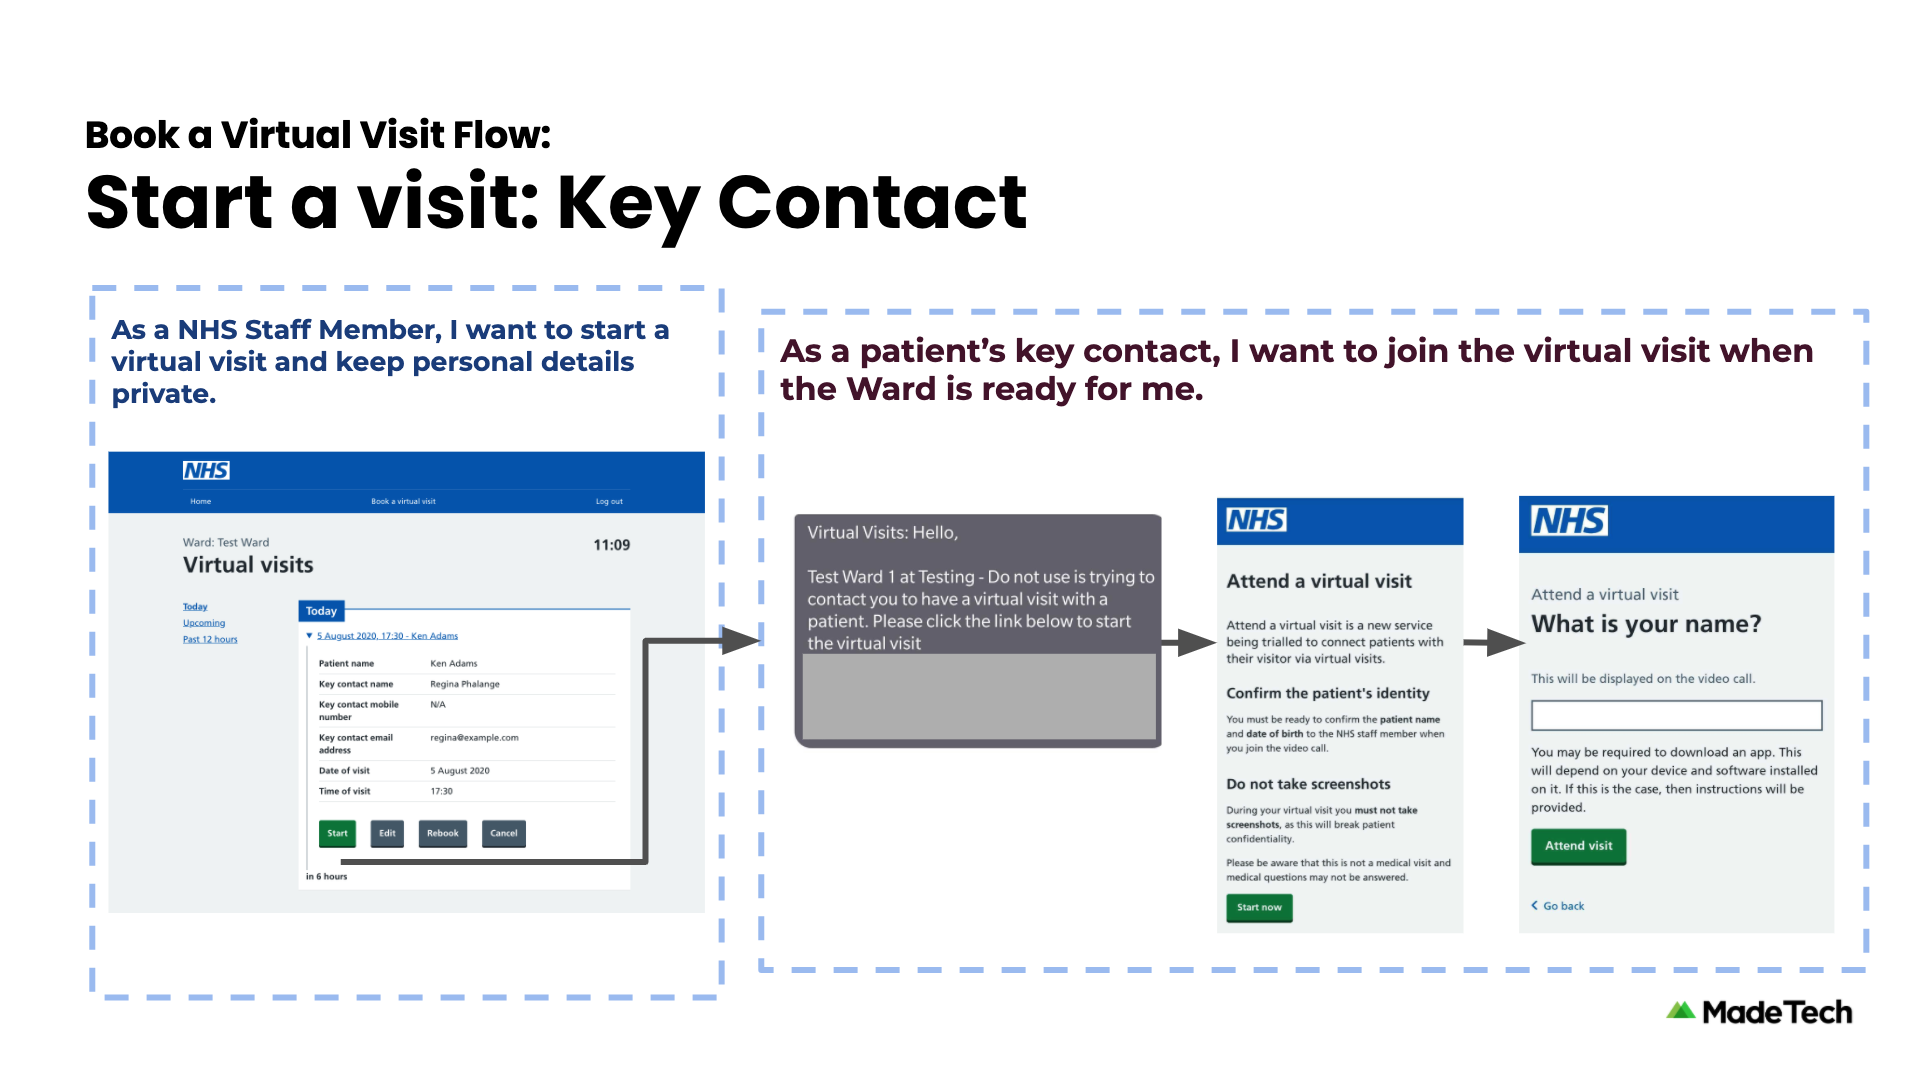 Book a Virtual Visit Flow:
Start a visit: Key Contact
As a NHS Staff Member, I want to start a
virtual visit and keep personal details
private.
NHS
Home
Book a virtual visit
Log out
Ward: Test Ward
11:09
Virtual visits
Today
Upcoming
Past 12 hours
Today
5 August 2020, 17:30 - Ken Adams
Patient name Ken Adams
Key contact name Regina Phalange
Key contact mobile N/A
number
Key contact email regina@example.com
address
Date of visit 5 August 2020
Time of visit 17:30
Start Edit Rebook Cancel
in 6 hours
As a patient’s key contact, I want to join the virtual visit when
the Ward is ready for me.
Virtual Visits: Hello,
Test Ward 1 at Testing - Do not use is trying to
contact you to have a virtual visit with a
patient. Please click the link below to start
the virtual visit
NHS
Attend a virtual visit
Attend a virtual visit is a new service
being trialled to connect patients with
their visitor via virtual visits.
Confirm the patient's identity
You must be ready to confirm the patient name
and date of birth to the NHS staff member when
you join the video call.
Do not take screenshots
During your virtual visit you must not take
screenshots, as this will break patient
confidentiality.
Please be aware that this is not a medical visit and
medical questions may not be answered.
Start now
NHS
Attend a virtual visit
What is your name?
This will be displayed on the video call.
You may be required to download an app. This
will depend on your device and software installed
on it. If this is the case, then instructions will be
provided.
Attend visit
Go back
MadeTech